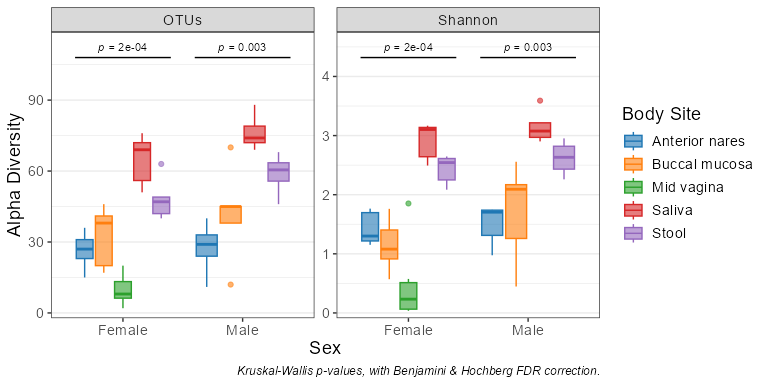 OTUs
Shannon
p = 2e-04
p = 0.003
p = 2e-04
p = 0.003
Alpha Diversity
90
60
30
0
4
3
2
1
0
Female
Male
Female
Male
Sex
Body Site
Anterior nares
Buccal mucosa
Mid vagina
Saliva
Stool
Kruskal-Wallis p-values, with Benjamini & Hochberg FDR correction.